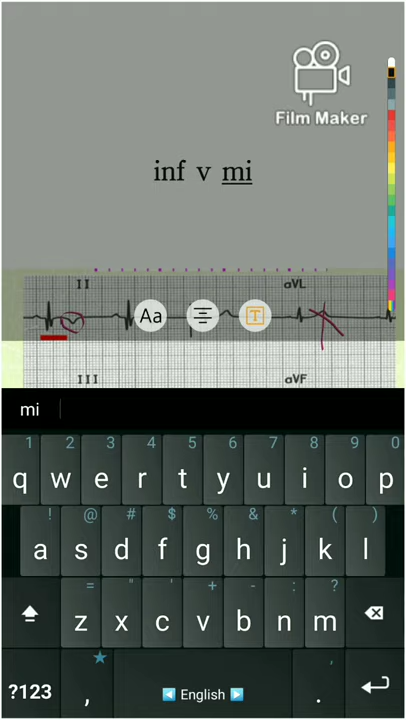 Film Maker
inf v mi
II aVL
Aa T
III aVF
mi
1 2 3 4 5 6 7 8 9 0
q w e r t y u i o p
! @ # $ % & * ( )
a s d f g h j k l
= " ' + - : ; ?
z x c v b n m
?123 , English .